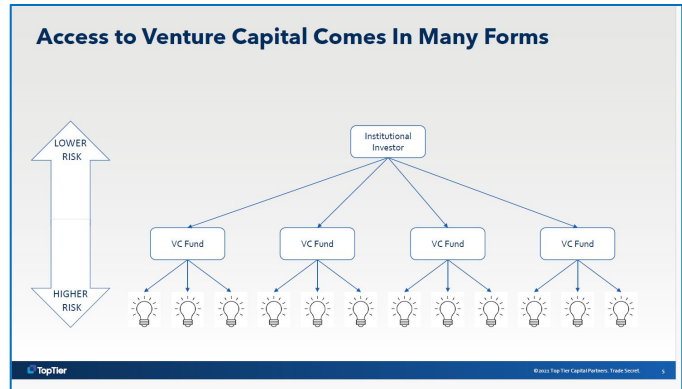 Access to Venture Capital Comes In Many Forms
LOWER
RISK
Institutional
Investor
VC Fund
VC Fund
VC Fund
VC Fund
HIGHER
RISK
TopTier
©2021 Top Tier Capital Partners. Trade Secret.